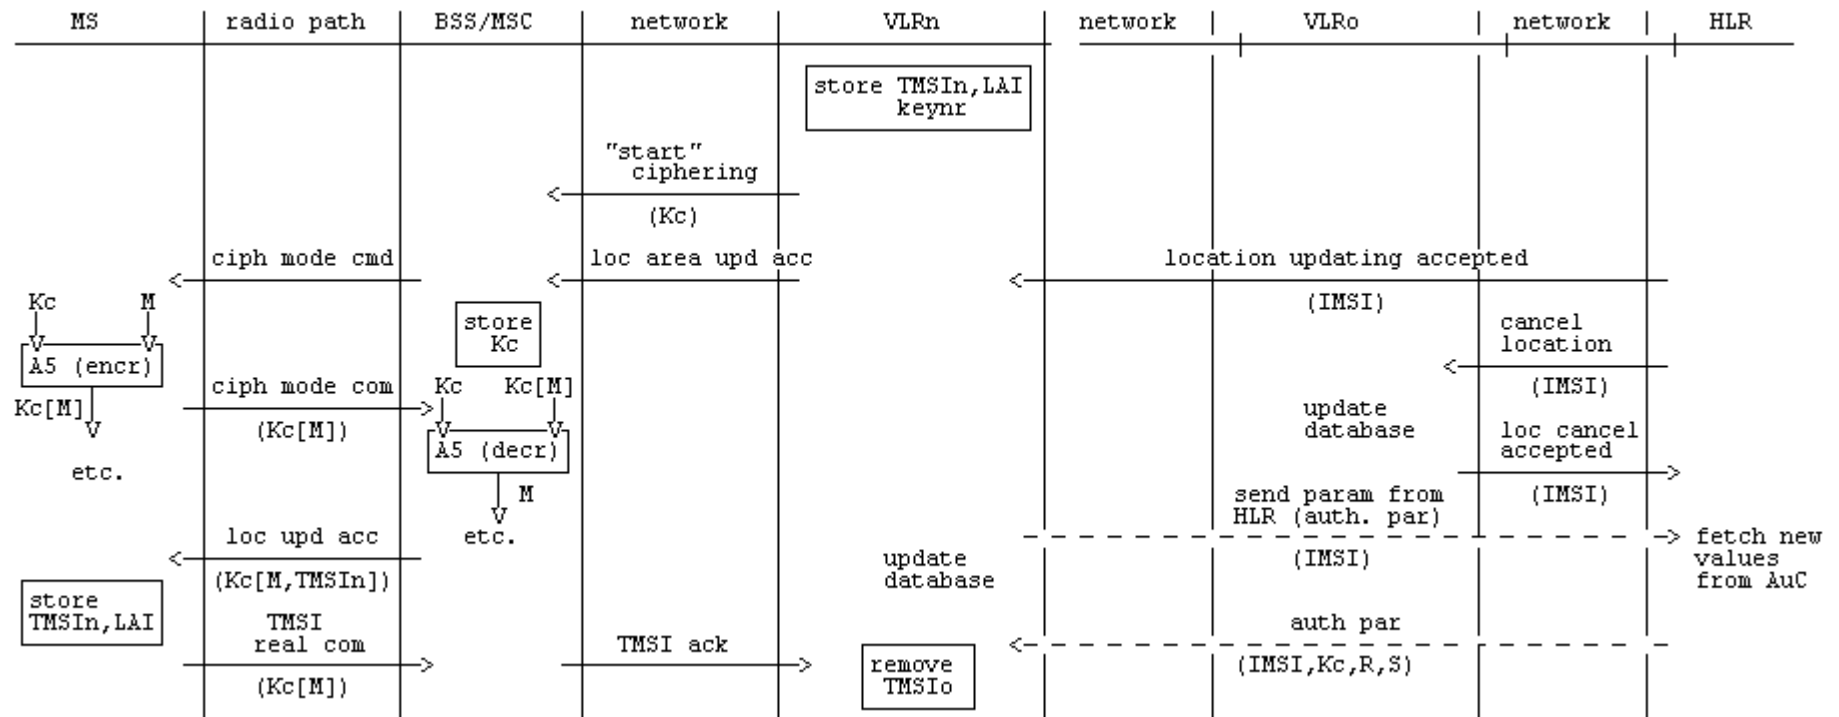 MS radio path BSS/MSC network VLRn network VLRo network HLR
store TMSIn,LAI
keynr
"start"
ciphering
(Kc)
ciph mode cmd loc area upd acc location updating accepted
Kc M (IMSI)
store
Kc
cancel
location
A5 (encr)
ciph mode com Kc Kc[M] (IMSI)
Kc[M]
(Kc[M])
update
database
loc cancel
accepted
A5 (decr)
etc.
M
(IMSI)
send param from
HLR (auth. par)
loc upd acc etc.
(IMSI)
fetch new
values
from AuC
update
database
(Kc[M,TMSIn])
store
TMSIn,LAI
TMSI
real com TMSI ack auth par
(Kc[M])
remove
TMSIo
(IMSI,Kc,R,S)